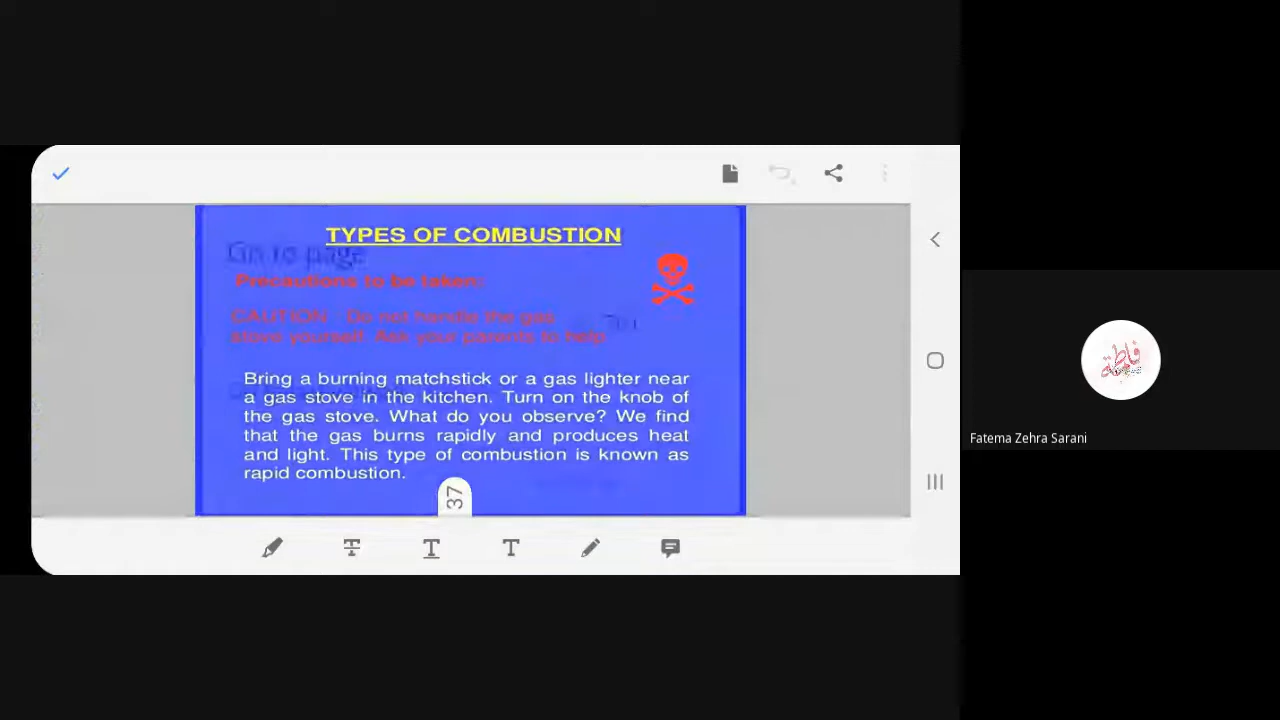 TYPES OF COMBUSTION
Go to page
Precautions to be taken:
CAUTION : Do not handle the gas
stove yourself. Ask your parents to help
Bring a burning matchstick or a gas lighter near
a gas stove in the kitchen. Turn on the knob of
the gas stove. What do you observe? We find
that the gas burns rapidly and produces heat
and light. This type of combustion is known as
rapid combustion.
37
Fatema Zehra Sarani